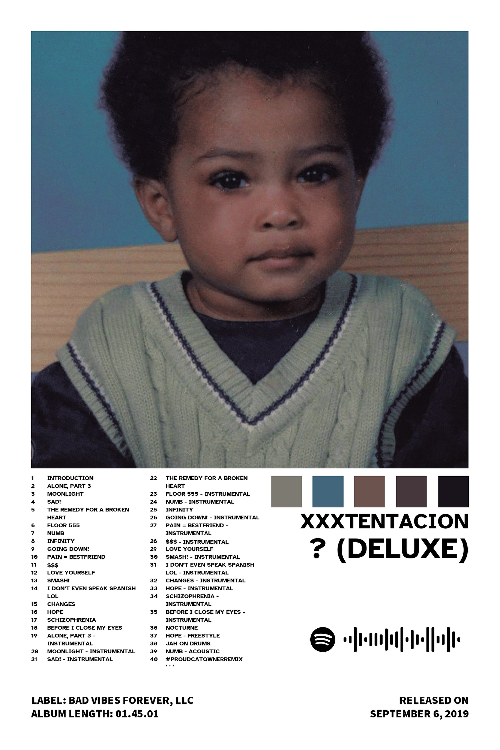 1 INTRODUCTION
2 ALONE, PART 3
3 MOONLIGHT
4 SAD!
5 THE REMEDY FOR A BROKEN
HEART
6 FLOOR 555
7 NUMB
8 INFINITY
9 GOING DOWN!
10 PAIN = BESTFRIEND
11 $$$
12 LOVE YOURSELF
13 SMASH!
14 I DON'T EVEN SPEAK SPANISH
LOL
15 CHANGES
16 HOPE
17 SCHIZOPHRENIA
18 BEFORE I CLOSE MY EYES
19 ALONE, PART 3 -
INSTRUMENTAL
20 MOONLIGHT - INSTRUMENTAL
21 SAD! - INSTRUMENTAL
22 THE REMEDY FOR A BROKEN
HEART
23 FLOOR 555 - INSTRUMENTAL
24 NUMB - INSTRUMENTAL
25 INFINITY
26 GOING DOWN! - INSTRUMENTAL
27 PAIN = BESTFRIEND -
INSTRUMENTAL
28 $$$ - INSTRUMENTAL
29 LOVE YOURSELF
30 SMASH! - INSTRUMENTAL
31 I DON'T EVEN SPEAK SPANISH
LOL - INSTRUMENTAL
32 CHANGES - INSTRUMENTAL
33 HOPE - INSTRUMENTAL
34 SCHIZOPHRENIA -
INSTRUMENTAL
35 BEFORE I CLOSE MY EYES -
INSTRUMENTAL
36 NOCTURNE
37 HOPE - FREESTYLE
38 JAH ON DRUMS
39 NUMB - ACOUSTIC
40 #PROUDCATOWNERREMIX
...
XXXTENTACION
? (DELUXE)
LABEL: BAD VIBES FOREVER, LLC
ALBUM LENGTH: 01.45.01
RELEASED ON
SEPTEMBER 6, 2019